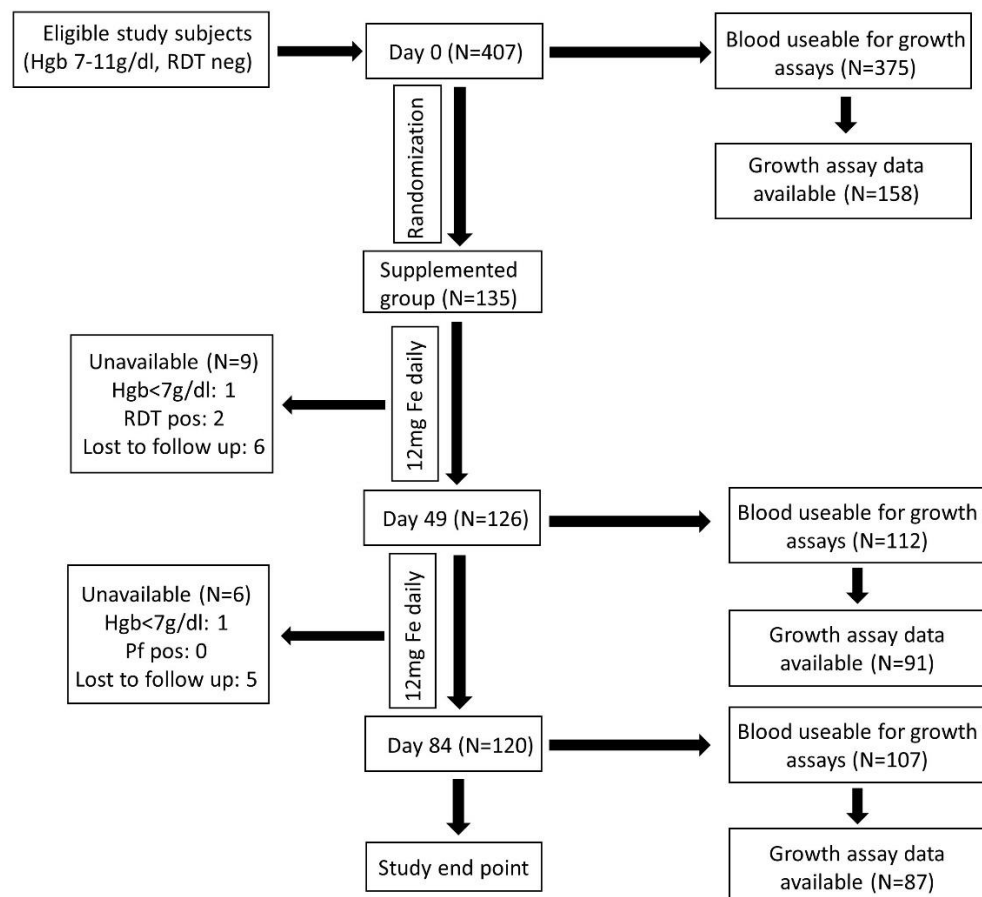 Eligible study subjects
(Hgb 7-11g/dl, RDT neg)
Day 0 (N=407)
Blood useable for growth
assays (N=375)
Growth assay data
available (N=158)
Randomization
Supplemented
group (N=135)
12mg Fe daily
Unavailable (N=9)
Hgb<7g/dl: 1
RDT pos: 2
Lost to follow up: 6
Day 49 (N=126)
Blood useable for growth
assays (N=112)
Growth assay data
available (N=91)
12mg Fe daily
Unavailable (N=6)
Hgb<7g/dl: 1
Pf pos: 0
Lost to follow up: 5
Day 84 (N=120)
Blood useable for growth
assays (N=107)
Growth assay data
available (N=87)
Study end point